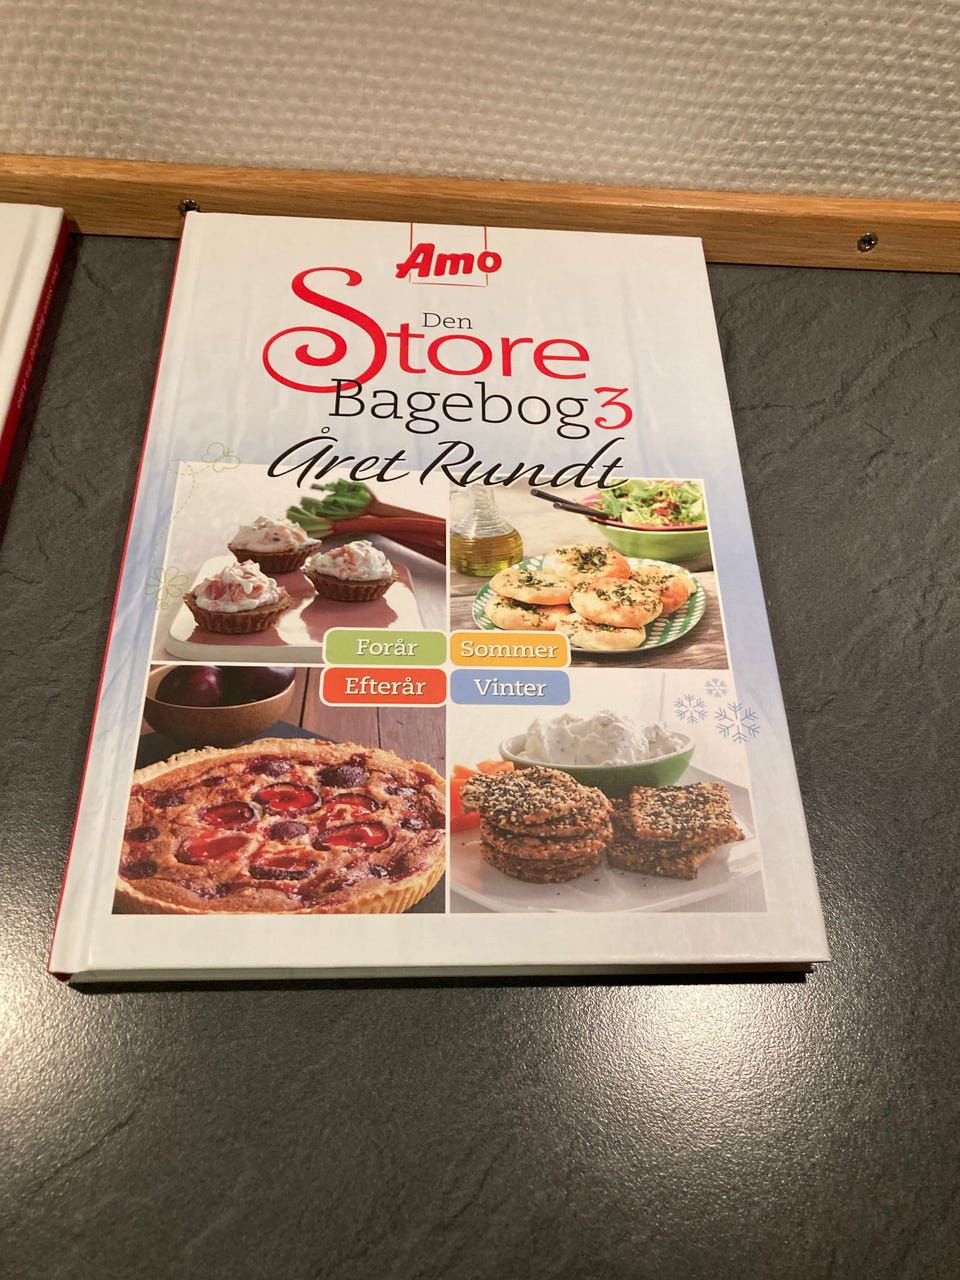 Amo
Den
Store
Bagebog 3
Året Rundt
Forår
Sommer
Efterår
Vinter